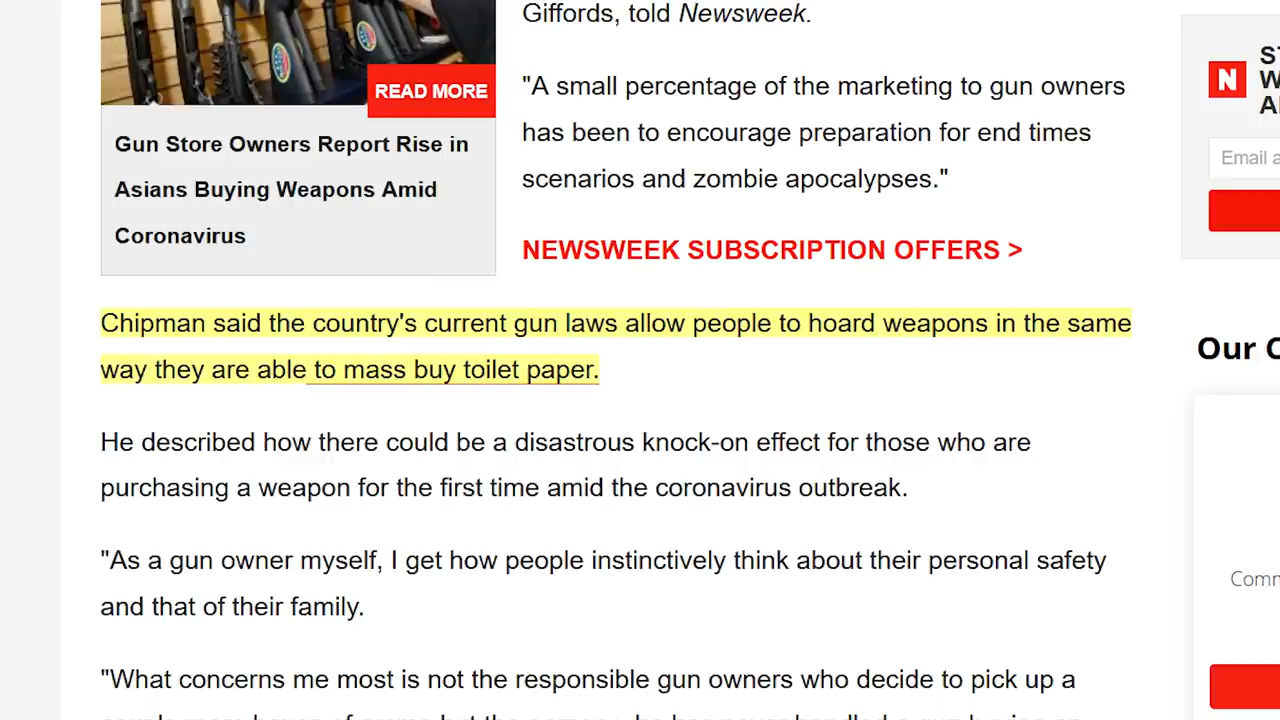 Giffords, told Newsweek.
READ MORE
Gun Store Owners Report Rise in
Asians Buying Weapons Amid
Coronavirus
"A small percentage of the marketing to gun owners
has been to encourage preparation for end times
scenarios and zombie apocalypses."
NEWSWEEK SUBSCRIPTION OFFERS >
Chipman said the country's current gun laws allow people to hoard weapons in the same
way they are able to mass buy toilet paper.
He described how there could be a disastrous knock-on effect for those who are
purchasing a weapon for the first time amid the coronavirus outbreak.
"As a gun owner myself, I get how people instinctively think about their personal safety
and that of their family.
"What concerns me most is not the responsible gun owners who decide to pick up a
N
Email
Our